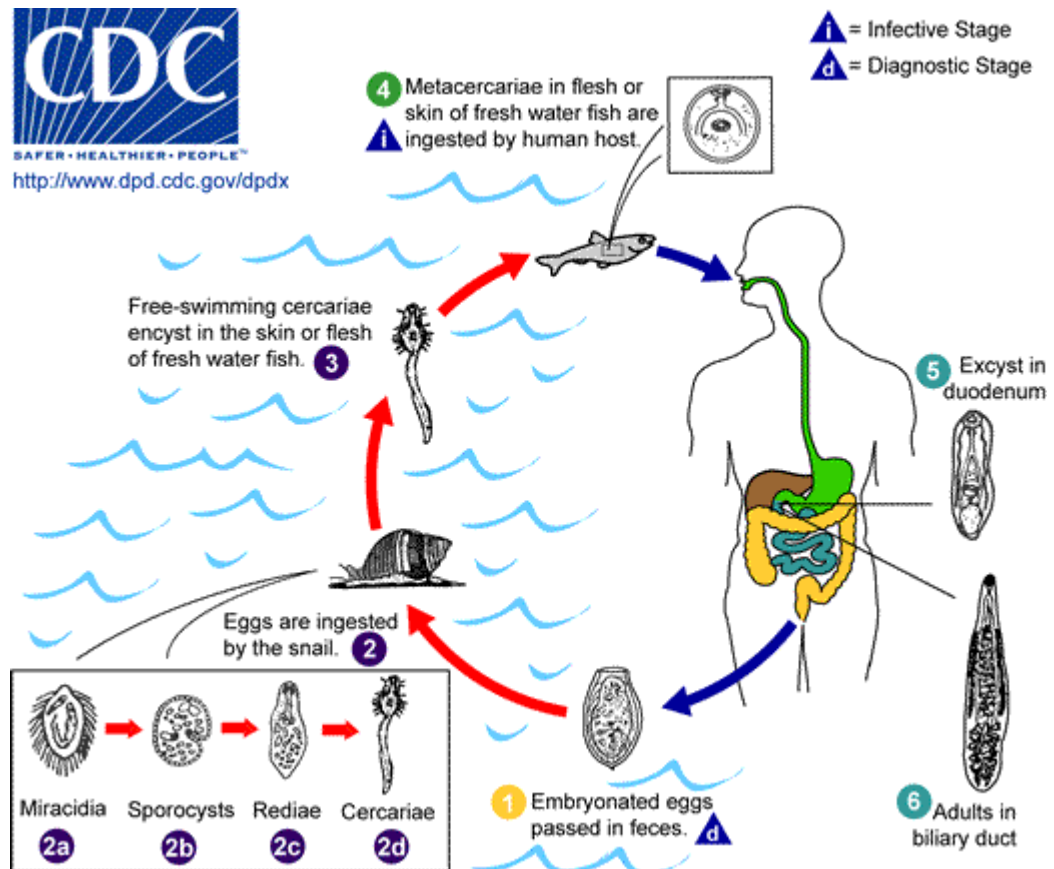 CDC
SAFER • HEALTHIER • PEOPLE™
http://www.dpd.cdc.gov/dpdx
i = Infective Stage
d = Diagnostic Stage
4 Metacercariae in flesh or
skin of fresh water fish are
i ingested by human host.
Free-swimming cercariae
encyst in the skin or flesh
of fresh water fish. 3
5 Excyst in
duodenum
Eggs are ingested
by the snail. 2
Miracidia Sporocysts Rediae Cercariae
2a 2b 2c 2d
1 Embryonated eggs
passed in feces. d
6 Adults in
biliary duct